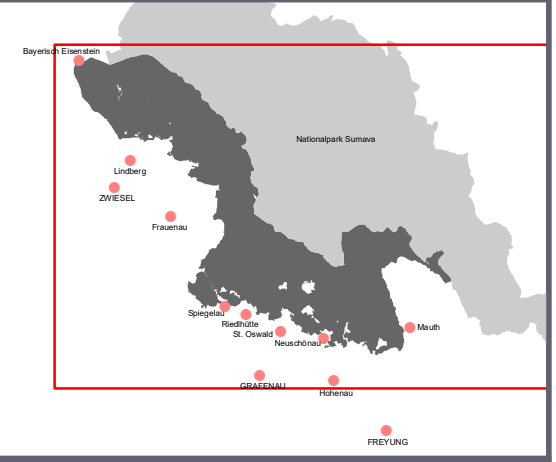 Bayerisch Eisenstein
Nationalpark Sumava
Lindberg
ZWIESEL
Frauenau
Spiegelau
Riedlhütte
St. Oswald
Neuschönau
Mauth
GRAFENAU
Hohenau
FREYUNG